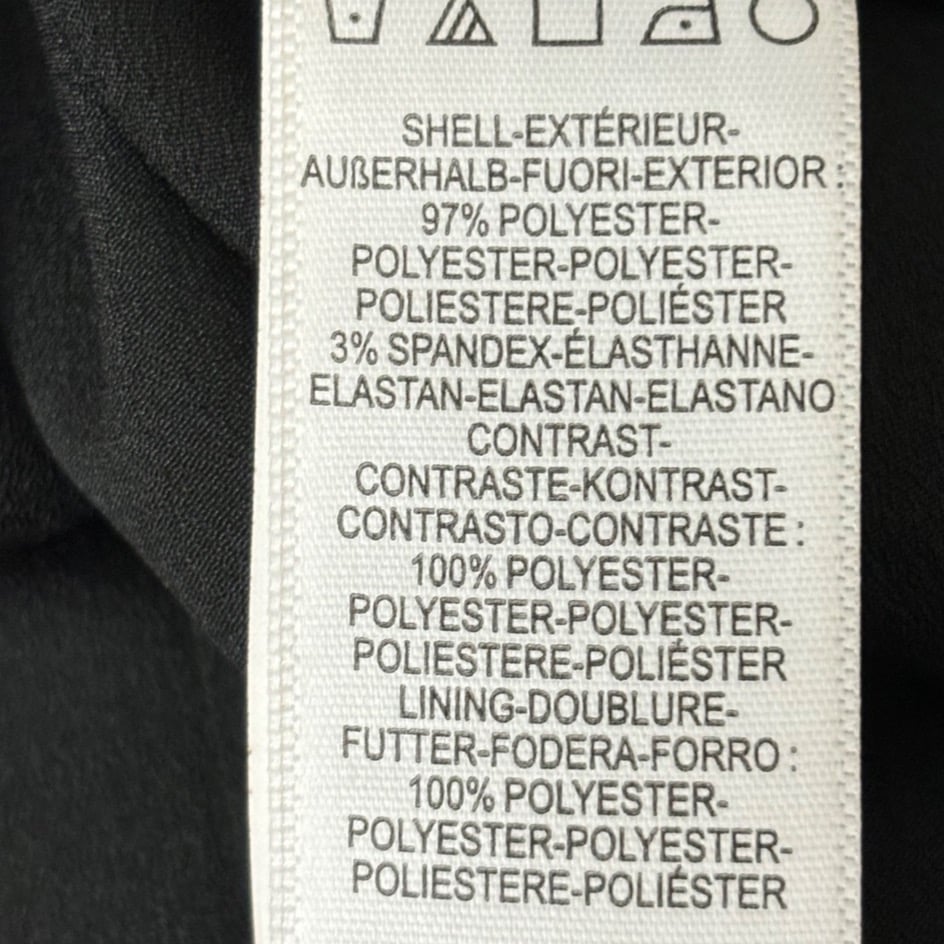 SHELL-EXTÉRIEUR-
AUßERHALB-FUORI-EXTERIOR :
97% POLYESTER-
POLYESTER-POLYESTER-
POLIESTERE-POLIÉSTER
3% SPANDEX-ÉLASTHANNE-
ELASTAN-ELASTAN-ELASTANO
CONTRAST-
CONTRASTE-KONTRAST-
CONTRASTO-CONTRASTE :
100% POLYESTER-
POLYESTER-POLYESTER-
POLIESTERE-POLIÉSTER
LINING-DOUBLURE-
FUTTER-FODERA-FORRO :
100% POLYESTER-
POLYESTER-POLYESTER-
POLIESTERE-POLIÉSTER